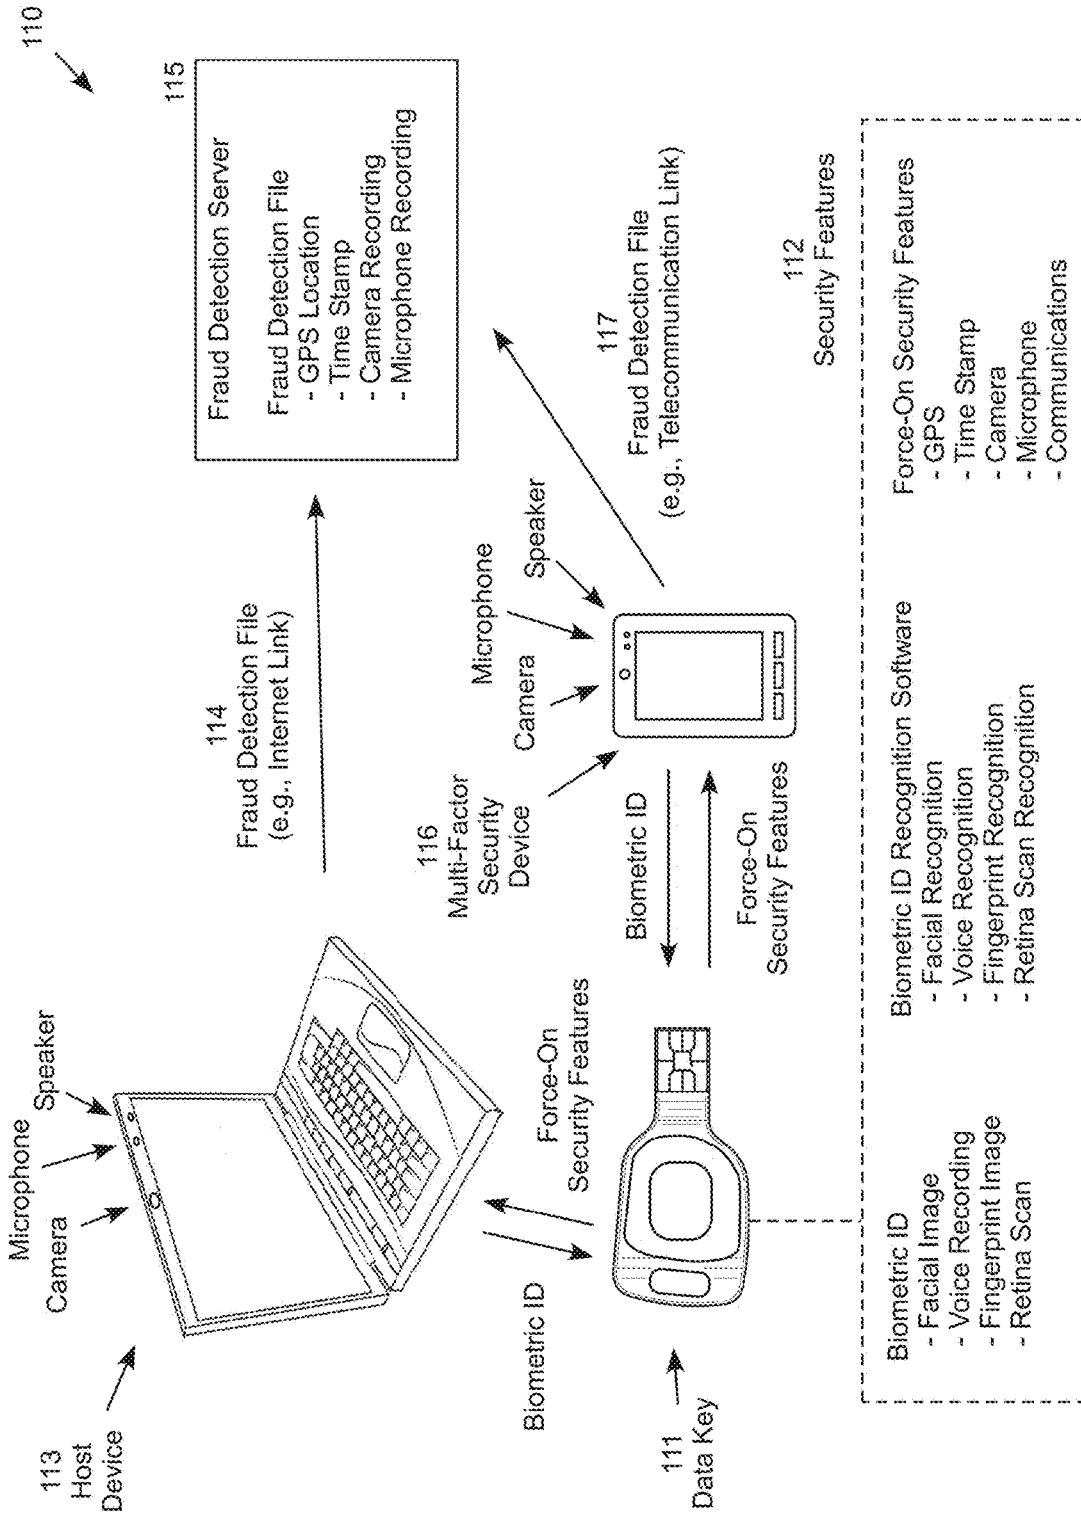 110
115
Fraud Detection Server
Fraud Detection File
- GPS Location
- Time Stamp
- Camera Recording
- Microphone Recording
114
Fraud Detection File
(e.g., Internet Link)
Microphone
Camera
Speaker
113
Host
Device
116
Multi-Factor
Security
Device
Camera
Microphone
Speaker
117
Fraud Detection File
(e.g., Telecommunication Link)
Biometric ID
Force-On
Security Features
Biometric ID
Force-On
Security Features
111
Data Key
112
Security Features
Biometric ID
- Facial Image
- Voice Recording
- Fingerprint Image
- Retina Scan
Biometric ID Recognition Software
- Facial Recognition
- Voice Recognition
- Fingerprint Recognition
- Retina Scan Recognition
Force-On Security Features
- GPS
- Time Stamp
- Camera
- Microphone
- Communications